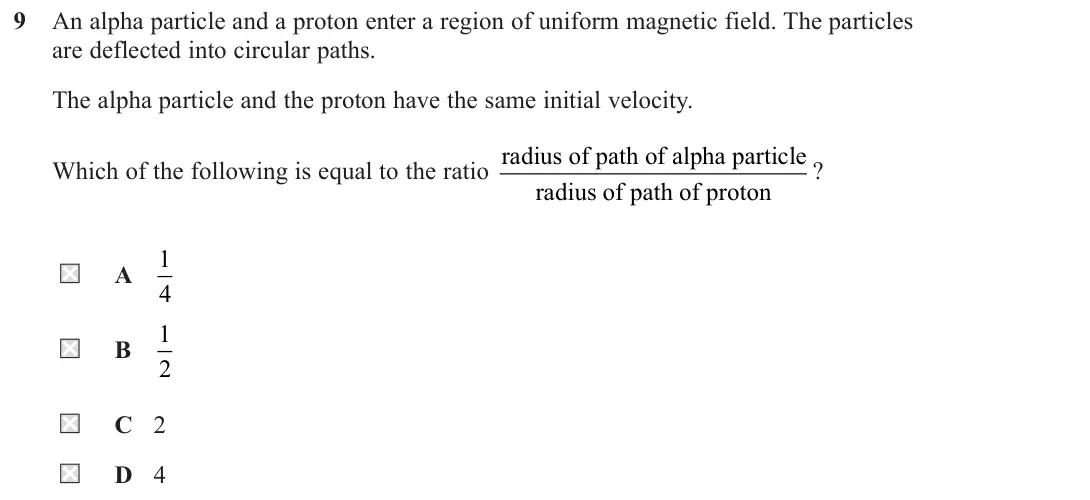 9 An alpha particle and a proton enter a region of uniform magnetic field. The particles
are deflected into circular paths.
The alpha particle and the proton have the same initial velocity.
Which of the following is equal to the ratio radius of path of alpha particle / radius of path of proton ?
A 1/4
B 1/2
C 2
D 4